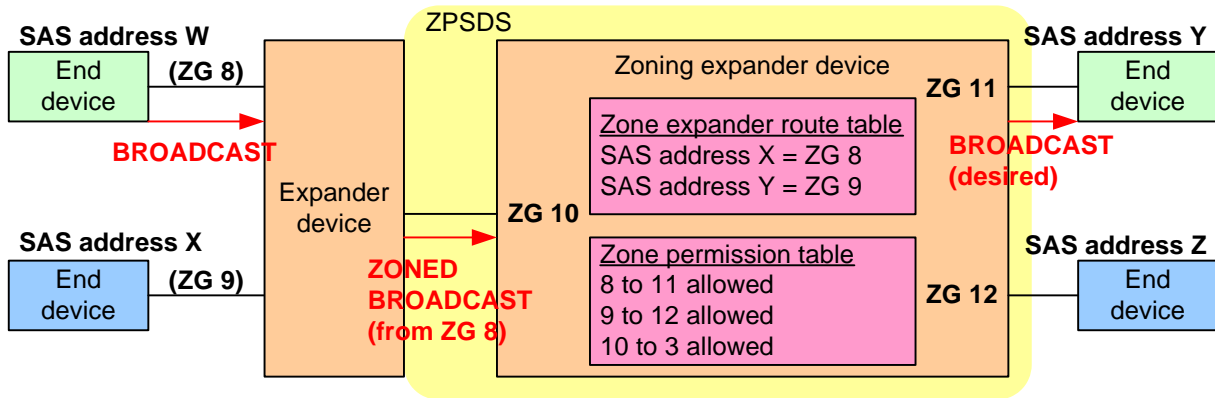 ZPSDS
SAS address W
End
device
(ZG 8)
BROADCAST
SAS address X
End
device
(ZG 9)
Expander
device
ZONED
BROADCAST
(from ZG 8)
Zoning expander device
ZG 10
Zone expander route table
SAS address X = ZG 8
SAS address Y = ZG 9
Zone permission table
8 to 11 allowed
9 to 12 allowed
10 to 3 allowed
ZG 11
ZG 12
SAS address Y
End
device
BROADCAST
(desired)
SAS address Z
End
device